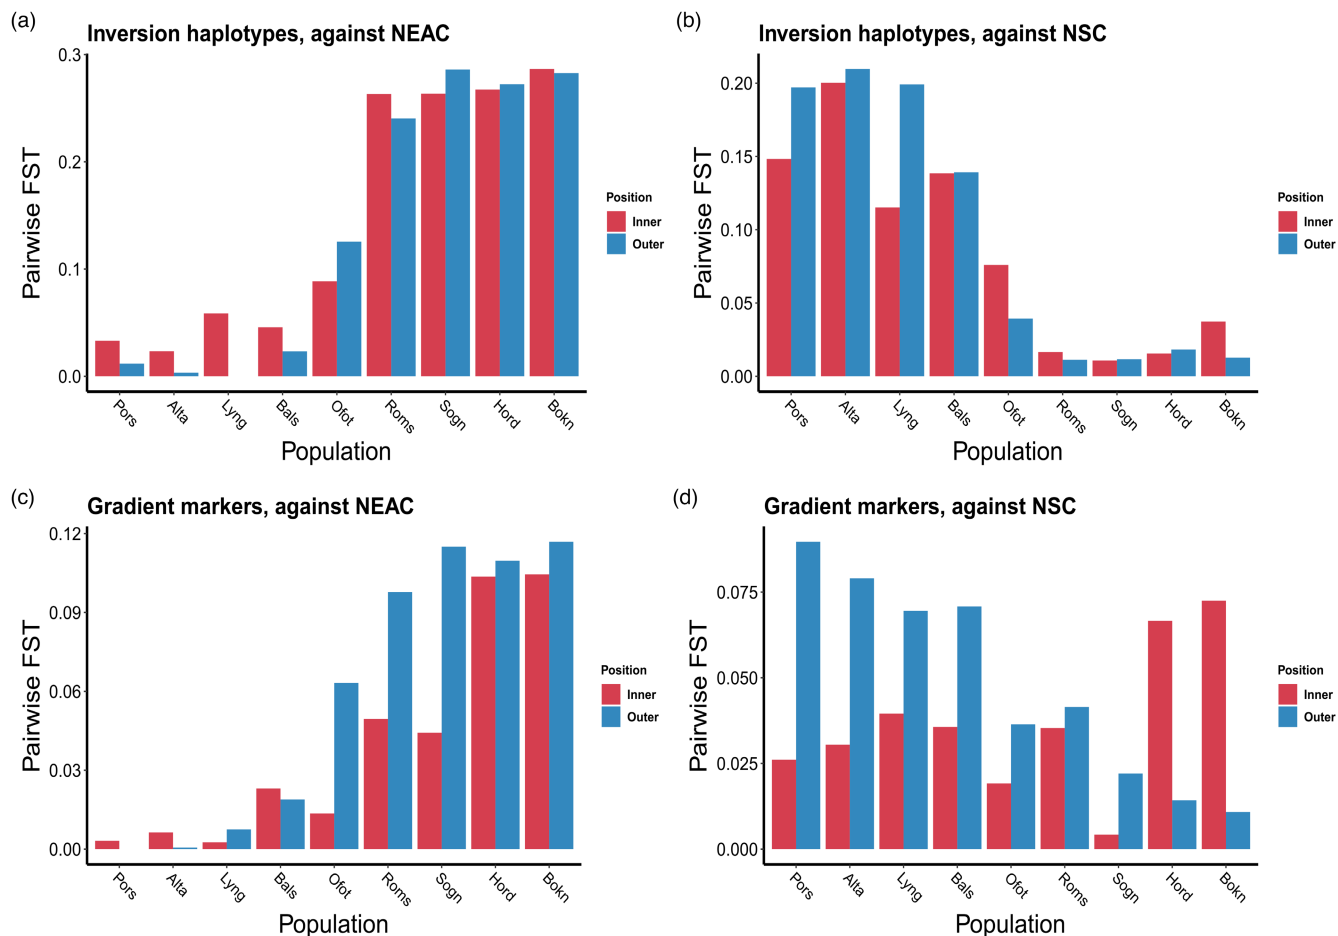 (a)
Inversion haplotypes, against NEAC
0.3
0.2
0.1
0.0
Pairwise FST
Pors Alta Lyng Bals Ofot Roms Sogn Hord Bokn
Population
Position
Inner
Outer
(b)
Inversion haplotypes, against NSC
0.20
0.15
0.10
0.05
0.00
Pairwise FST
Pors Alta Lyng Bals Ofot Roms Sogn Hord Bokn
Population
Position
Inner
Outer
(c)
Gradient markers, against NEAC
0.12
0.09
0.06
0.03
0.00
Pairwise FST
Pors Alta Lyng Bals Ofot Roms Sogn Hord Bokn
Population
Position
Inner
Outer
(d)
Gradient markers, against NSC
0.075
0.050
0.025
0.000
Pairwise FST
Pors Alta Lyng Bals Ofot Roms Sogn Hord Bokn
Population
Position
Inner
Outer